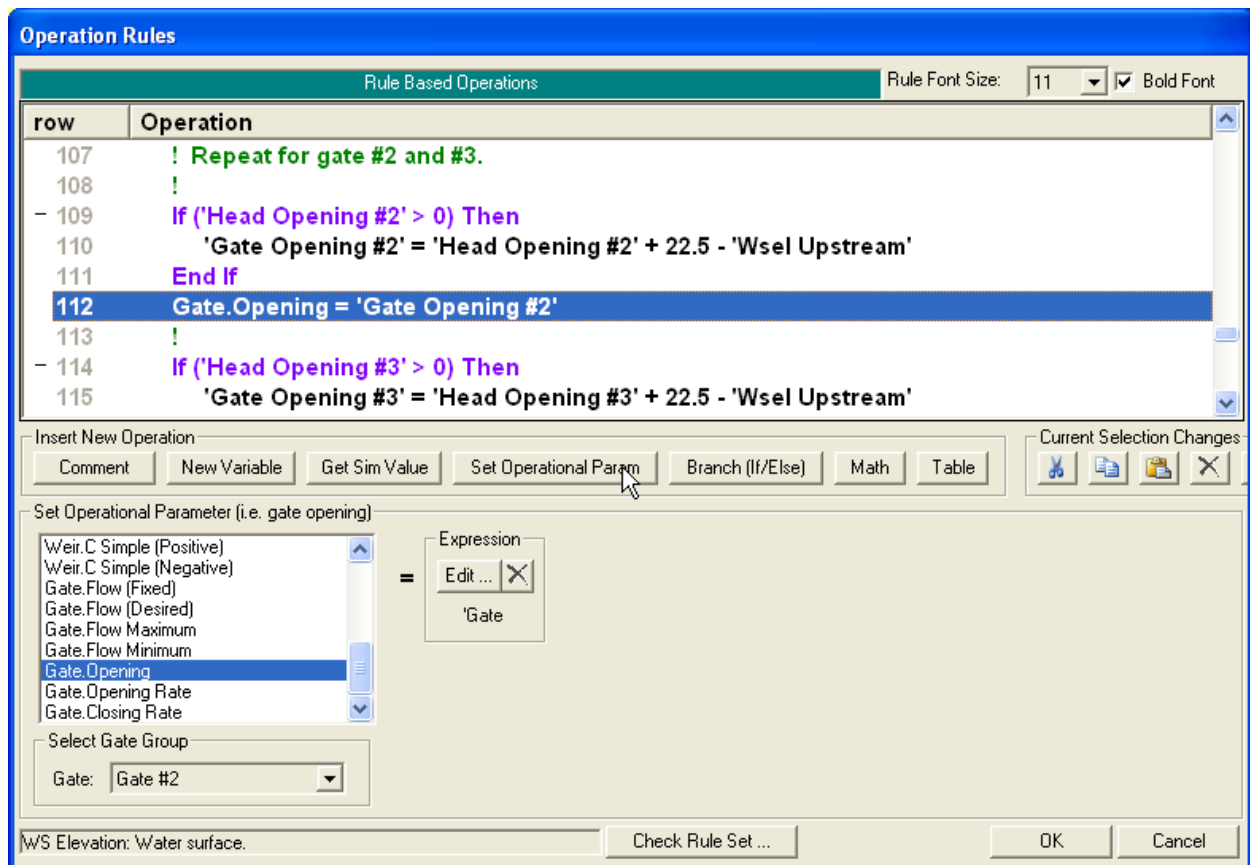 Operation Rules
Rule Based Operations Rule Font Size: 11 Bold Font
row Operation
107 ! Repeat for gate #2 and #3.
108 !
- 109 If ('Head Opening #2' > 0) Then
110 'Gate Opening #2' = 'Head Opening #2' + 22.5 - 'Wsel Upstream'
111 End If
112 Gate.Opening = 'Gate Opening #2'
113 !
- 114 If ('Head Opening #3' > 0) Then
115 'Gate Opening #3' = 'Head Opening #3' + 22.5 - 'Wsel Upstream'
Insert New Operation
Comment New Variable Get Sim Value Set Operational Param Branch (If/Else) Math Table
Current Selection Changes
Set Operational Parameter (i.e. gate opening)
Weir.C Simple (Positive)
Weir.C Simple (Negative)
Gate.Flow (Fixed)
Gate.Flow (Desired)
Gate.Flow Maximum
Gate.Flow Minimum
Gate.Opening
Gate.Opening Rate
Gate.Closing Rate
=
Expression
Edit ...
'Gate
Select Gate Group
Gate: Gate #2
WS Elevation: Water surface.
Check Rule Set ... OK Cancel